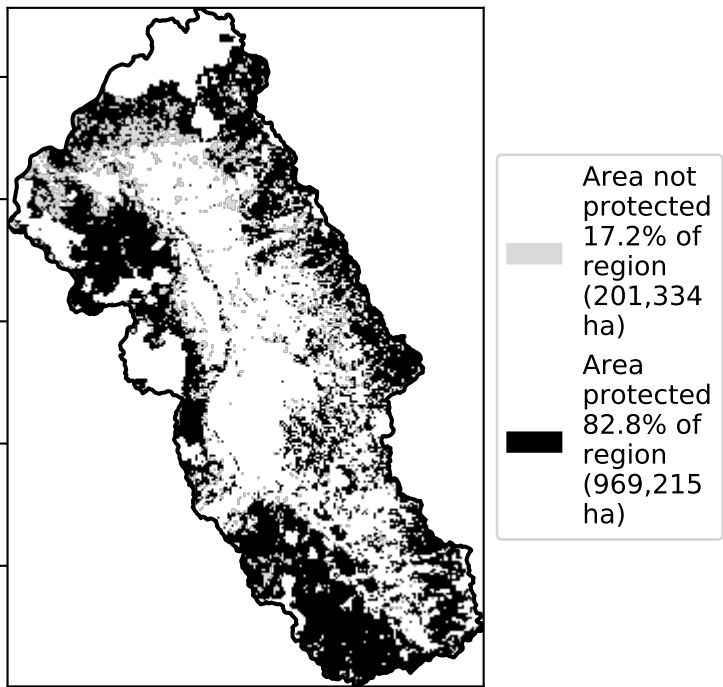 Area not
protected
17.2% of
region
(201,334
ha)
Area
protected
82.8% of
region
(969,215
ha)